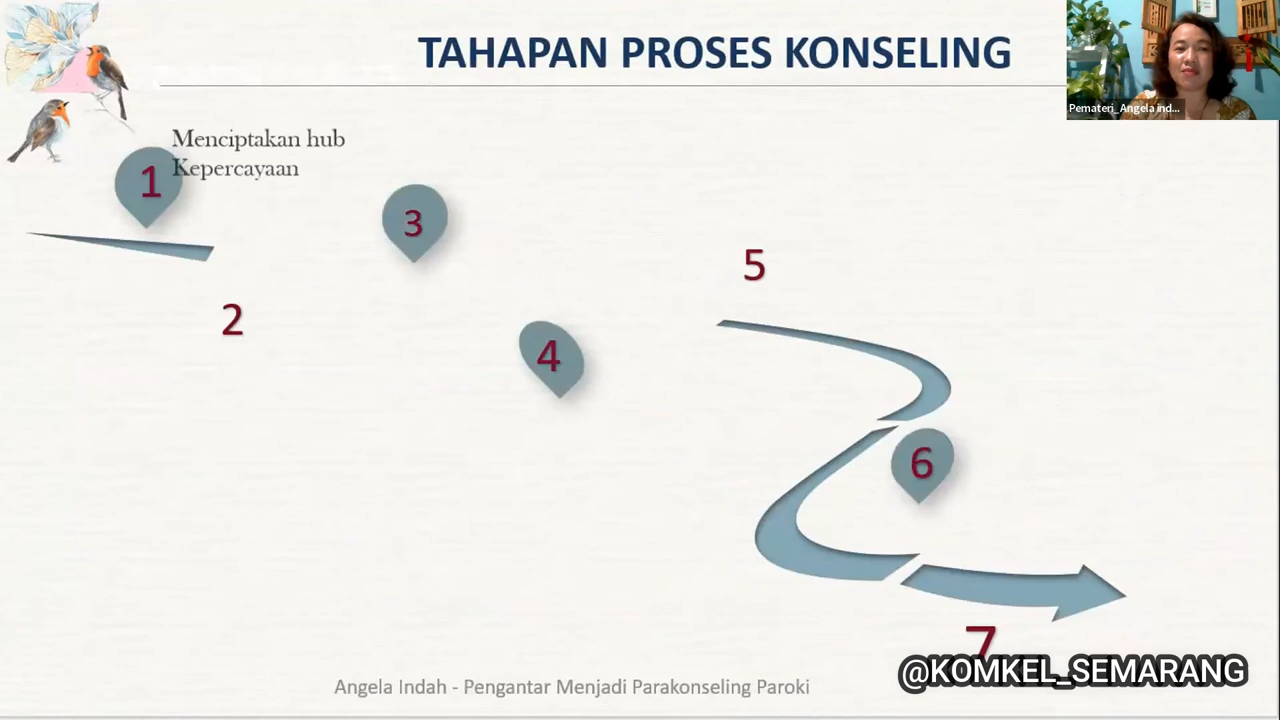 TAHAPAN PROSES KONSELING
Pemateri_Angela ind...
Menciptakan hub
Kepercayaan
1
3
5
2
4
6
7
@KOMKEL_SEMARANG
Angela Indah - Pengantar Menjadi Parakonseling Paroki